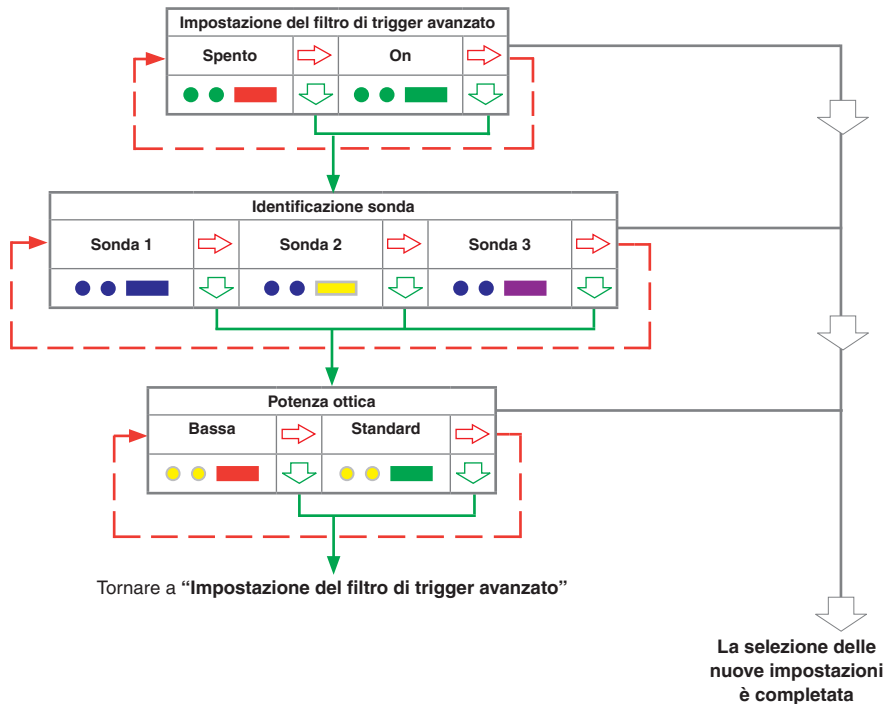 Impostazione del filtro di trigger avanzato
Spento
On
Identificazione sonda
Sonda 1
Sonda 2
Sonda 3
Potenza ottica
Bassa
Standard
Tornare a “Impostazione del filtro di trigger avanzato”
La selezione delle
nuove impostazioni
è completata